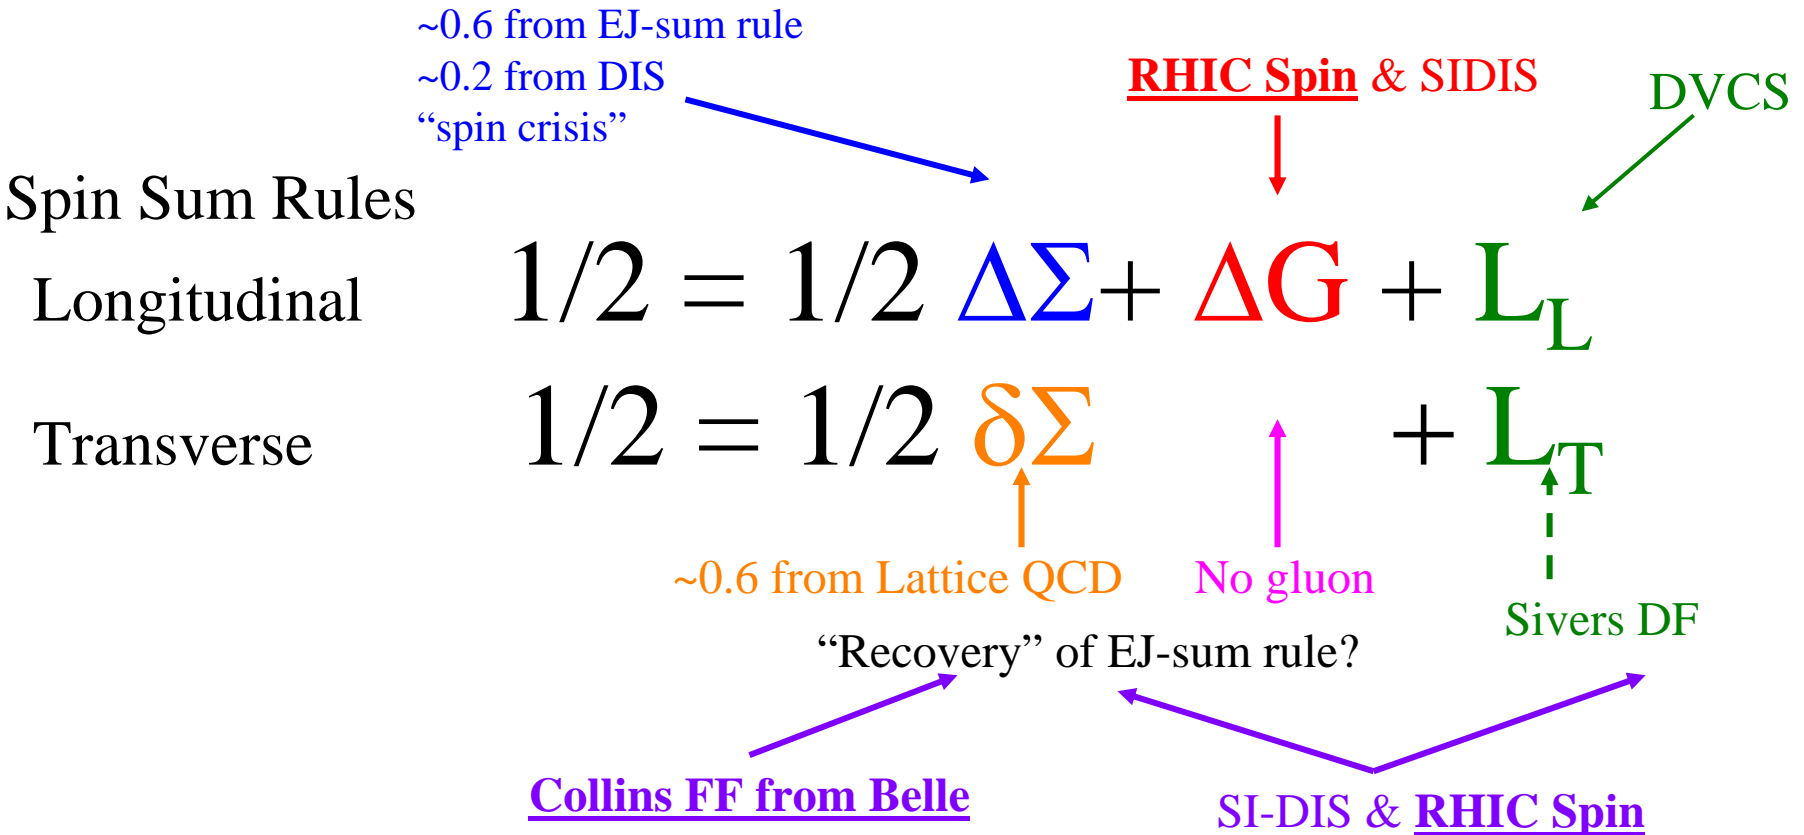 ~0.6 from EJ-sum rule
~0.2 from DIS
“spin crisis”
RHIC Spin & SIDIS
DVCS
Spin Sum Rules
Longitudinal 1/2 = 1/2 ΔΣ+ ΔG + L_L
Transverse 1/2 = 1/2 δΣ + L_T
~0.6 from Lattice QCD
No gluon
Sivers DF
“Recovery” of EJ-sum rule?
Collins FF from Belle
SI-DIS & RHIC Spin